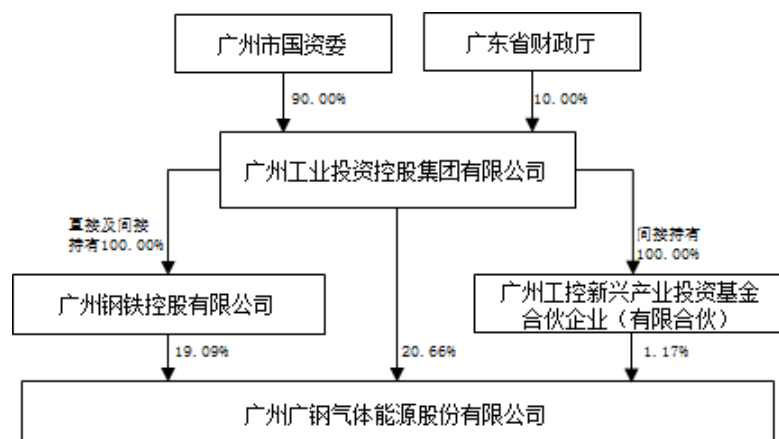 广州市国资委
广东省财政厅
90.00%
10.00%
广州工业投资控股集团有限公司
直接及间接
持有100.00%
间接持有
100.00%
广州钢铁控股有限公司
广州工控新兴产业投资基金
合伙企业（有限合伙）
19.09%
20.66%
1.17%
广州广钢气体能源股份有限公司